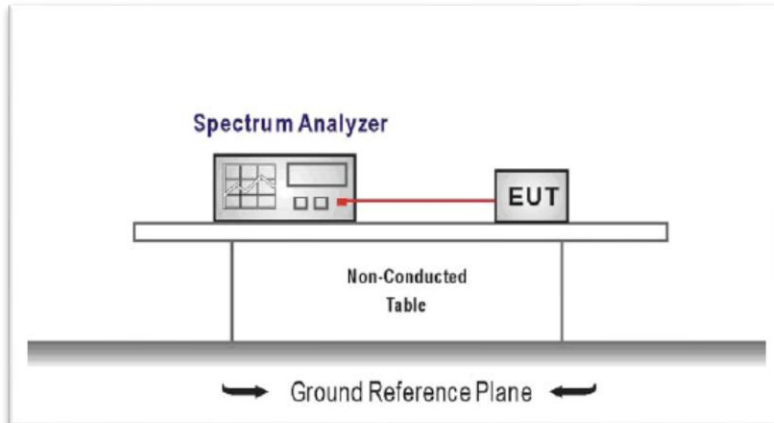 Spectrum Analyzer
EUT
Non-Conducted
Table
Ground Reference Plane